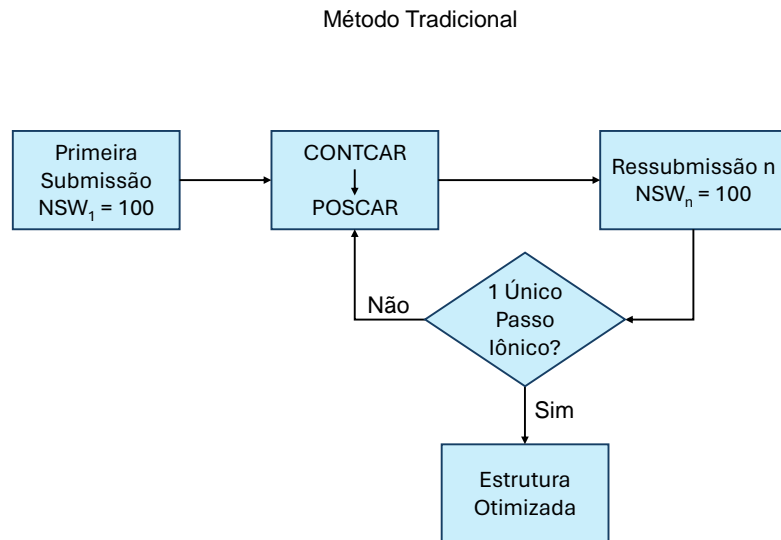 Método Tradicional
Primeira
Submissão
NSW₁ = 100
CONTCAR
POSCAR
Ressubmissão n
NSWₙ = 100
1 Único
Passo
Iônico?
Não
Sim
Estrutura
Otimizada